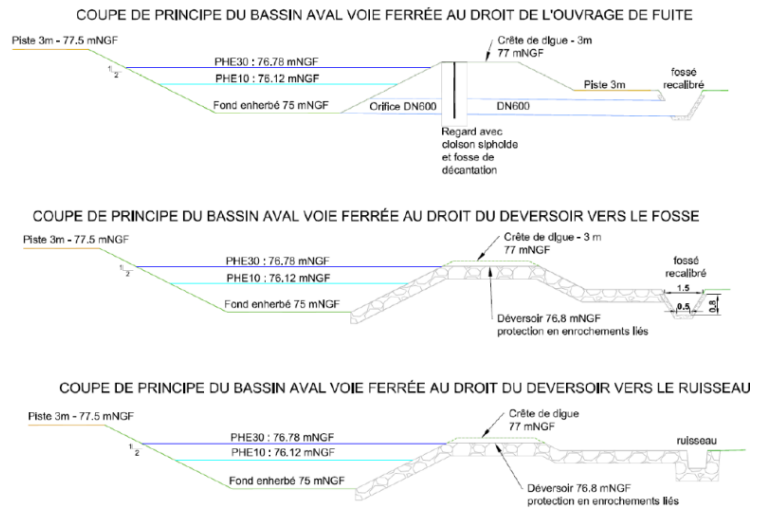 COUPE DE PRINCIPE DU BASSIN AVAL VOIE FERRÉE AU DROIT DE L'OUVRAGE DE FUITE
Piste 3m - 77.5 mNGF
Crête de digue - 3m
77 mNGF
PHE30 : 76.78 mNGF
1/2
PHE10 : 76.12 mNGF
Piste 3m
fossé
recalibré
Fond enherbé 75 mNGF
Orifice DN600
DN600
Regard avec
cloison siphoïde
et fosse de
décantation
COUPE DE PRINCIPE DU BASSIN AVAL VOIE FERRÉE AU DROIT DU DEVERSOIR VERS LE FOSSE
Piste 3m - 77.5 mNGF
Crête de digue - 3 m
77 mNGF
PHE30 : 76.78 mNGF
1/2
PHE10 : 76.12 mNGF
fossé
recalibré
1.5
0.5
0.8
Fond enherbé 75 mNGF
Déversoir 76.8 mNGF
protection en enrochements liés
COUPE DE PRINCIPE DU BASSIN AVAL VOIE FERRÉE AU DROIT DU DEVERSOIR VERS LE RUISSEAU
Piste 3m - 77.5 mNGF
Crête de digue
77 mNGF
PHE30 : 76.78 mNGF
1/2
PHE10 : 76.12 mNGF
ruisseau
Fond enherbé 75 mNGF
Déversoir 76.8 mNGF
protection en enrochements liés